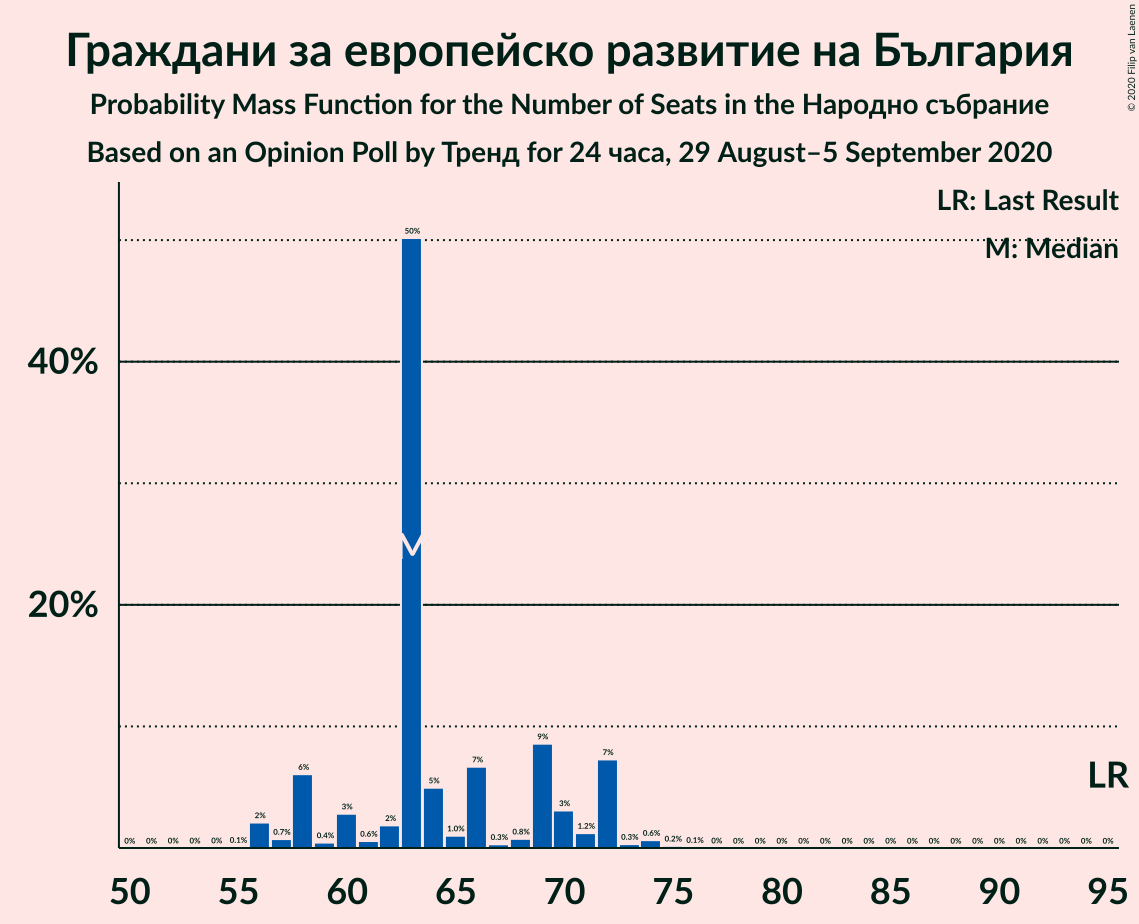 Граждани за европейско развитие на България
Probability Mass Function for the Number of Seats in the Народно събрание
Based on an Opinion Poll by Тренд for 24 часа, 29 August–5 September 2020
© 2020 Filip van Laenen
LR: Last Result
M: Median
50%
40%
M
20%
9%
7%
7%
LR
6%
5%
3%
3%
2%
2%
0% 0% 0% 0% 0% 0.1% 0.7% 0.4% 0.6% 1.0% 0.3% 0.8% 1.2% 0.3% 0.6% 0.2% 0.1% 0% 0% 0% 0% 0% 0% 0% 0% 0% 0% 0% 0% 0% 0% 0% 0% 0% 0% 0%
50 55 60 65 70 75 80 85 90 95